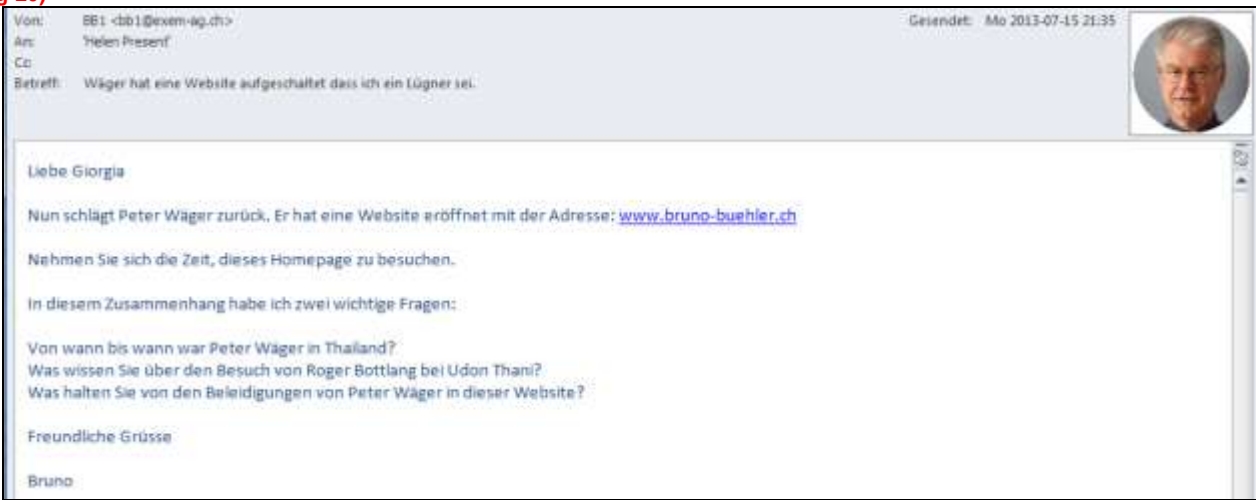 Von: BB1 <bb1@exem-ag.ch> Gesendet: Mo 2013-07-15 21:35
An: 'Helen Present'
Cc:
Betreff: Wäger hat eine Website aufgeschaltet dass ich ein Lügner sei.
Liebe Giorgia
Nun schlägt Peter Wäger zurück. Er hat eine Website eröffnet mit der Adresse: www.bruno-buehler.ch
Nehmen Sie sich die Zeit, dieses Homepage zu besuchen.
In diesem Zusammenhang habe ich zwei wichtige Fragen:
Von wann bis wann war Peter Wäger in Thailand?
Was wissen Sie über den Besuch von Roger Bottlang bei Udon Thani?
Was halten Sie von den Beleidigungen von Peter Wäger in dieser Website?
Freundliche Grüsse
Bruno